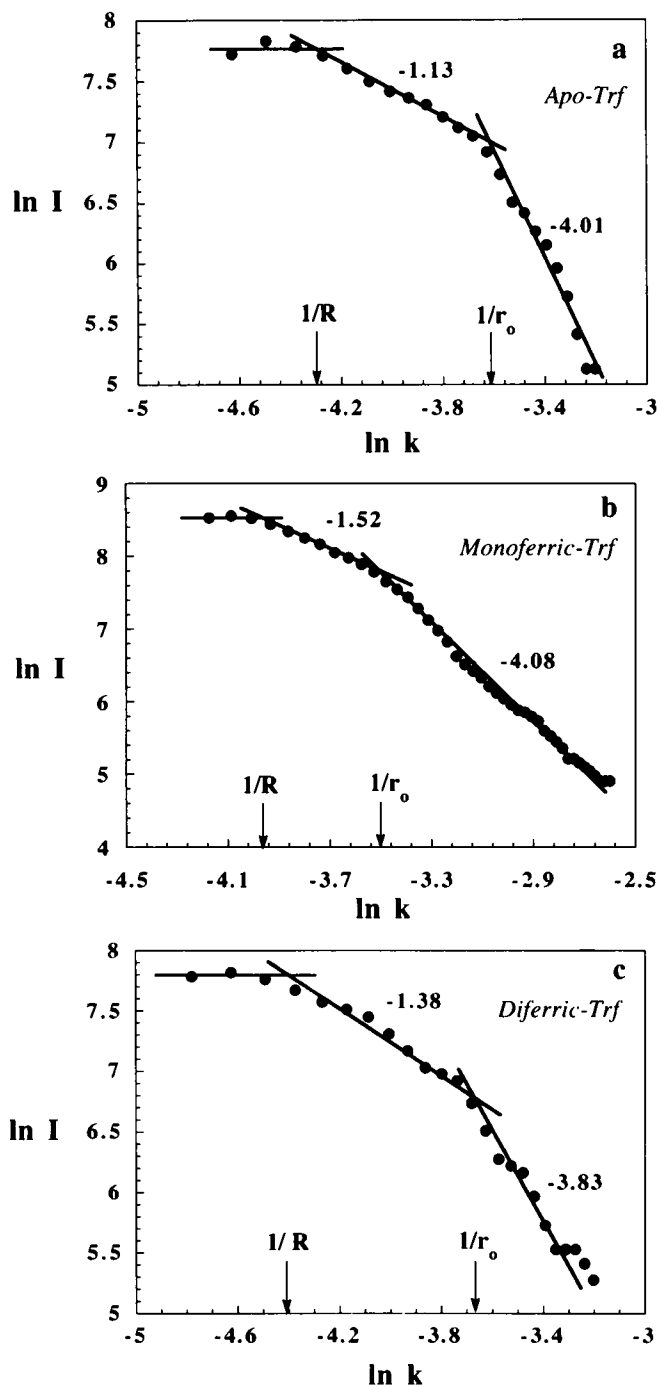 8
a
7.5
-1.13
Apo-Trf
7
ln I
6.5
-4.01
6
1/R
1/ro
5.5
5
-5
-4.6
-4.2
-3.8
-3.4
-3
ln k
9
b
-1.52
8
Monoferric-Trf
7
ln I
-4.08
6
1/R
1/ro
5
4
-4.5
-4.1
-3.7
-3.3
-2.9
-2.5
ln k
8
c
7.5
-1.38
Diferric-Trf
7
ln I
6.5
-3.83
6
1/ R
1/ro
5.5
5
-5
-4.6
-4.2
-3.8
-3.4
-3
ln k